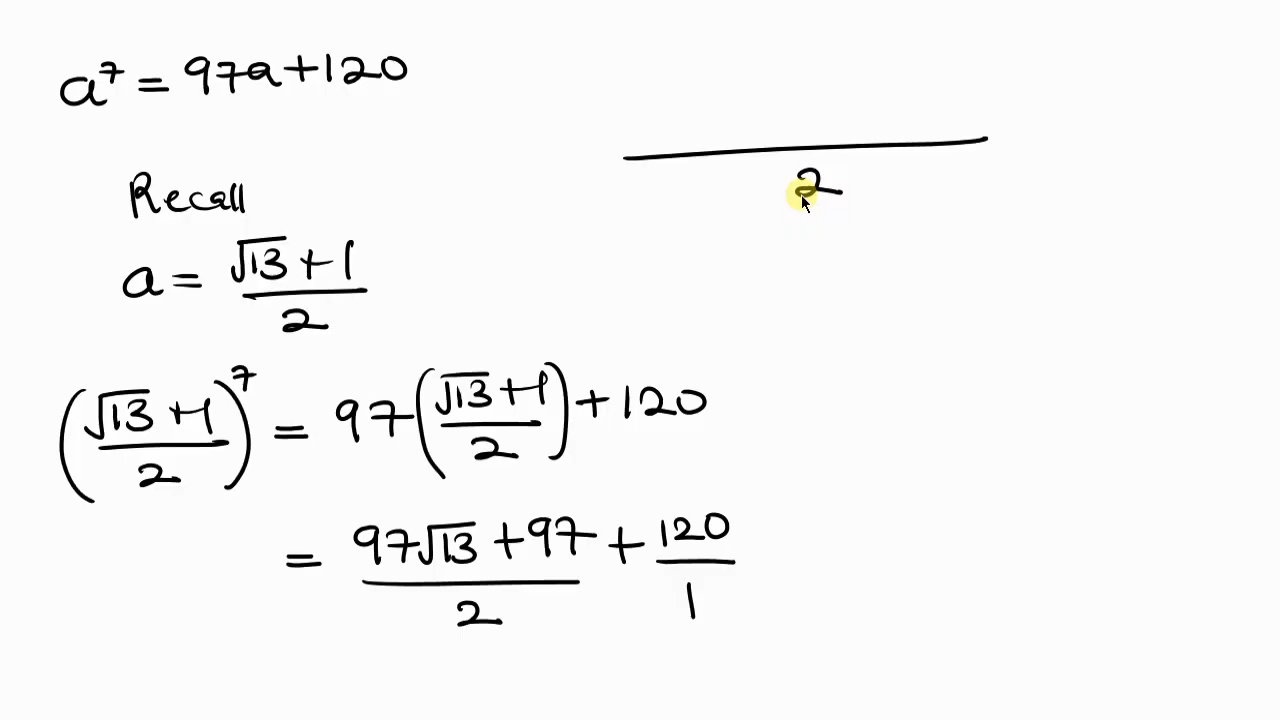 a⁷ = 97a+120
Recall
a = (√13 + 1)/2
((√13 + 1)/2)⁷ = 97((√13 + 1)/2) + 120
= (97√13 + 97)/2 + 120/1
/2